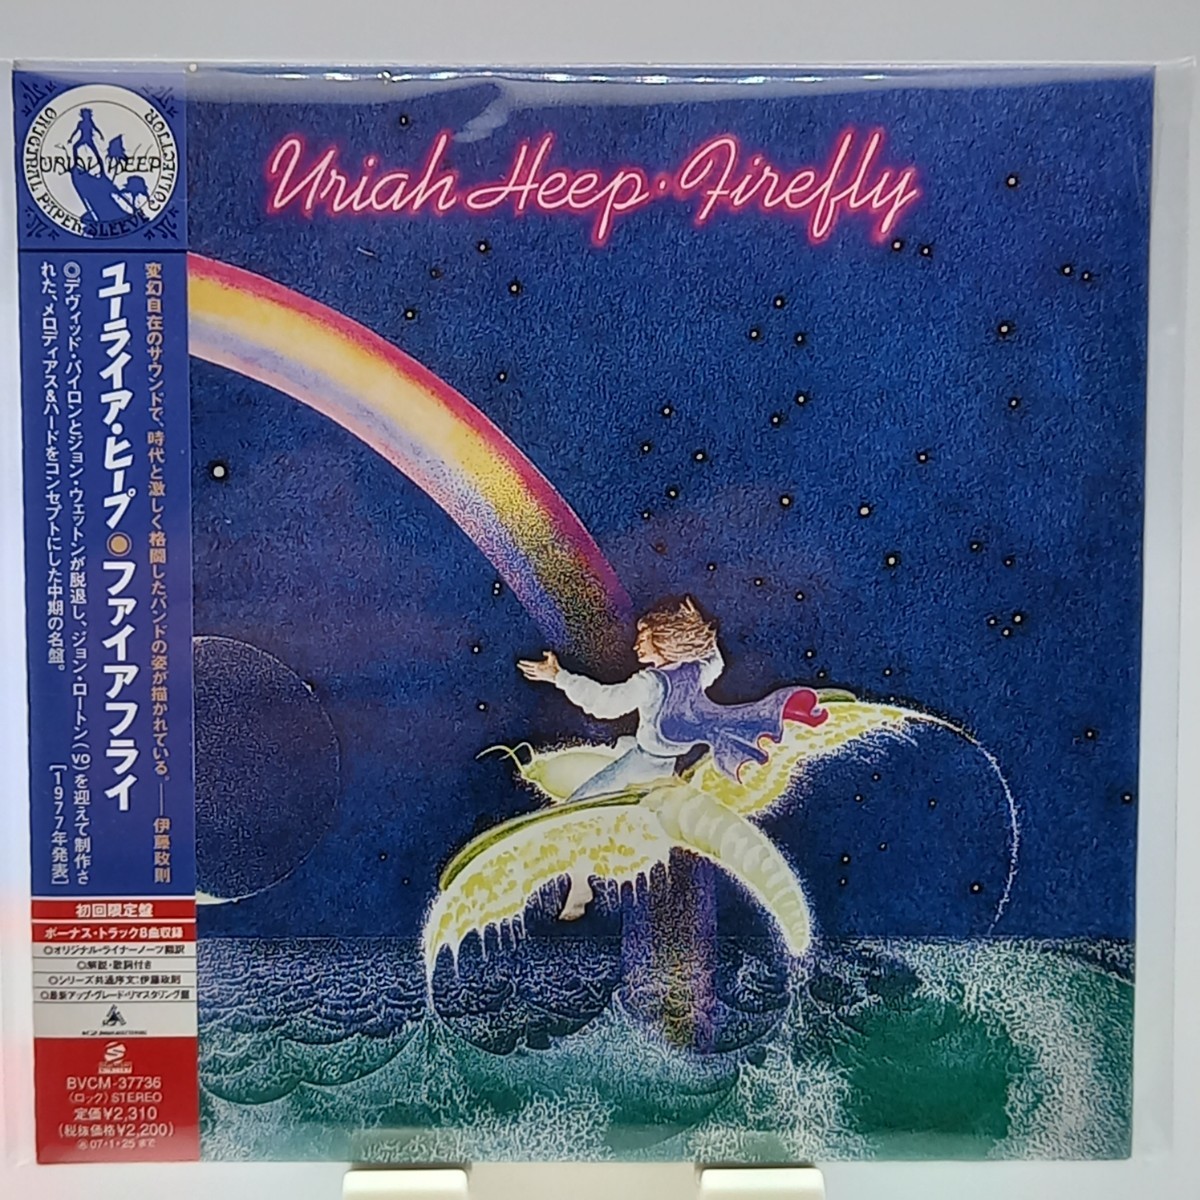 Uriah Heep・Firefly
ORIGINAL PAPER SLEEVE COLLECTION
URIAH HEEP
変幻自在のサウンドで、時代と激しく格闘したバンドの姿が描かれている。――伊藤政則
ユーライア・ヒープ◎ファイアフライ
◎デヴィッド・バイロンとジョン・ウェットンが脱退し、ジョン・ロートン(vo)を迎えて制作さ
れた、メロディアス&ハードをコンセプトにした中期の名盤。
[1977年発表]
初回限定盤
ボーナス・トラック8曲収録
◎オリジナル・ライナーノーツ翻訳
◎解説・歌詞付き
◎シリーズ共通序文:伊藤政則
◎最新アップ・グレード・リマスタリング盤
BVCM-37736
(ロック) STEREO
定価¥2,310
(税抜価格¥2,200)
07・1・25まで